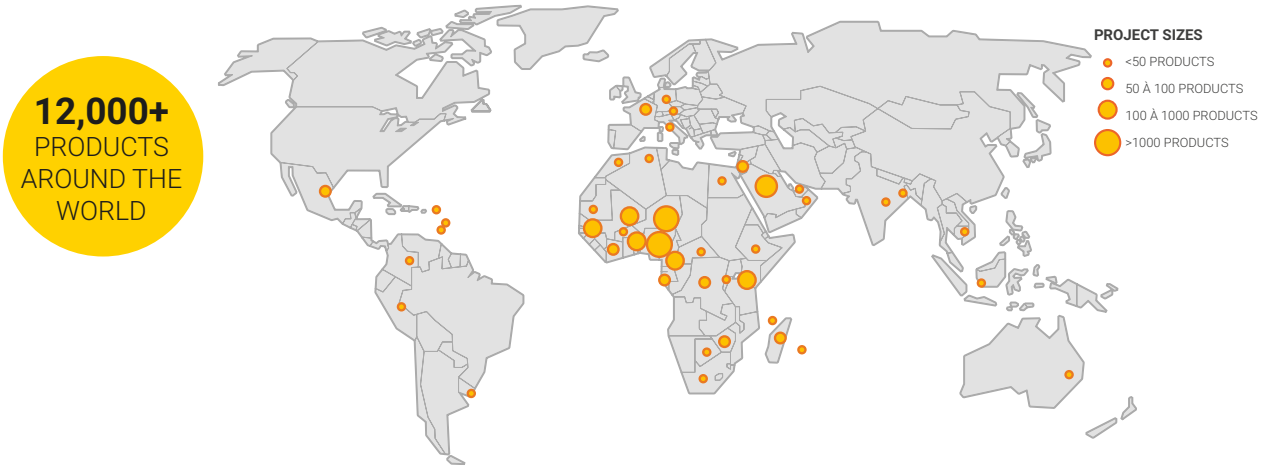 12,000+
PRODUCTS
AROUND THE
WORLD
PROJECT SIZES
<50 PRODUCTS
50 À 100 PRODUCTS
100 À 1000 PRODUCTS
>1000 PRODUCTS